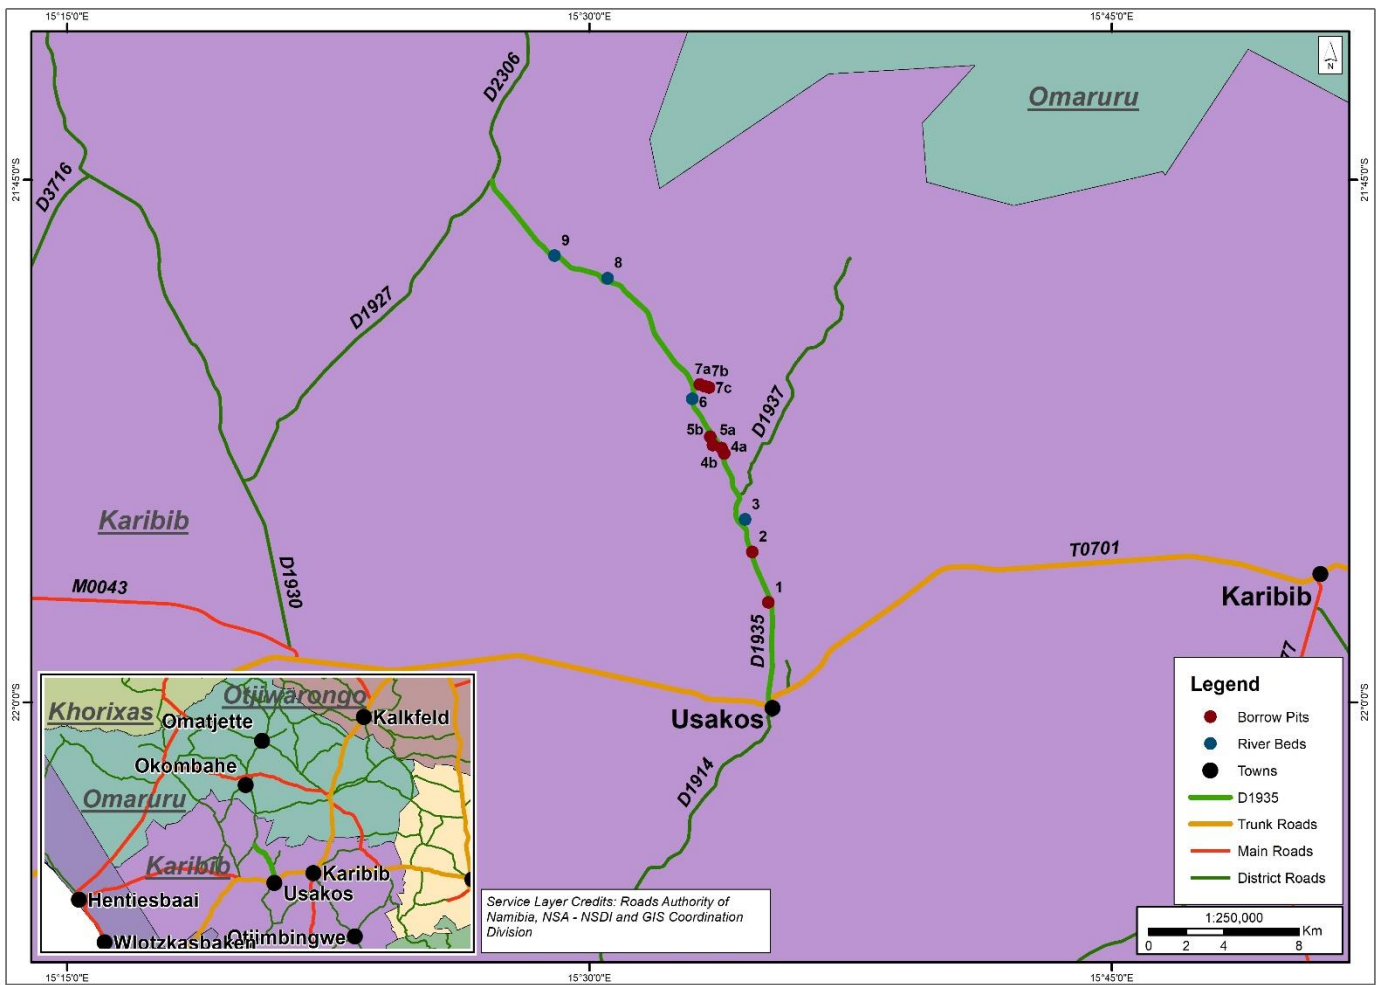 15°15'0"E
15°30'0"E
15°45'0"E
N
D2306
Omaruru
D3716
21°45'0"S
21°45'0"S
9
8
D1927
7a
7b
7c
6
D1937
5b
5a
4a
4b
3
Karibib
2
T0701
D1930
M0043
1
Karibib
D1935
77
Legend
Borrow Pits
River Beds
Towns
D1935
Trunk Roads
Main Roads
District Roads
22°0'0"S
22°0'0"S
Usakos
D1914
Otjiwarongo
Khorixas
Omatjette
Kalkfeld
Okombahe
Omaruru
Karibib
Karibib
Usakos
Hentiesbaai
Otjimbingwe
Wlotzkasbaken
Service Layer Credits: Roads Authority of
Namibia, NSA - NSDI and GIS Coordination
Division
1:250,000
Km
0 2 4 8
15°15'0"E
15°30'0"E
15°45'0"E